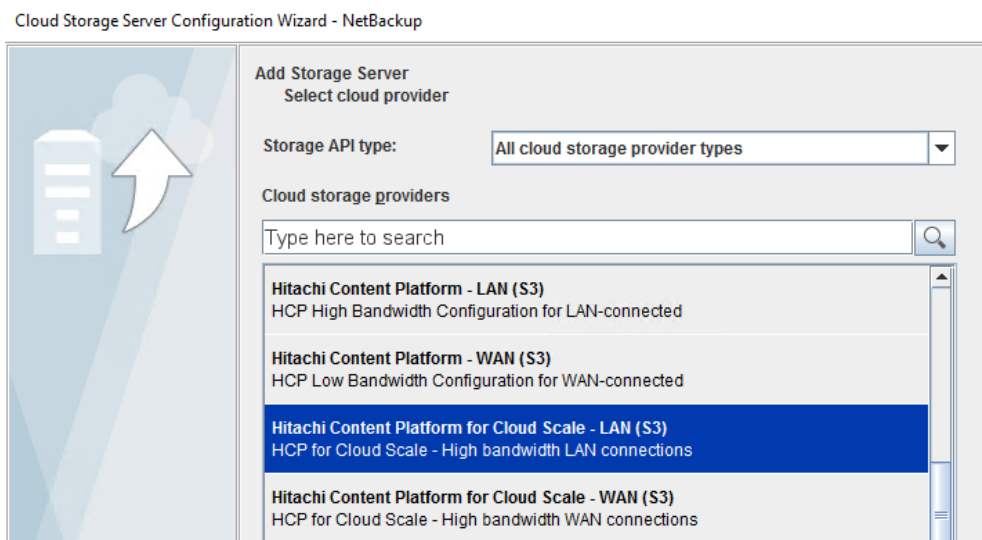 Cloud Storage Server Configuration Wizard - NetBackup
Add Storage Server
Select cloud provider
Storage API type:
All cloud storage provider types
Cloud storage providers
Type here to search
Hitachi Content Platform - LAN (S3)
HCP High Bandwidth Configuration for LAN-connected
Hitachi Content Platform - WAN (S3)
HCP Low Bandwidth Configuration for WAN-connected
Hitachi Content Platform for Cloud Scale - LAN (S3)
HCP for Cloud Scale - High bandwidth LAN connections
Hitachi Content Platform for Cloud Scale - WAN (S3)
HCP for Cloud Scale - High bandwidth WAN connections